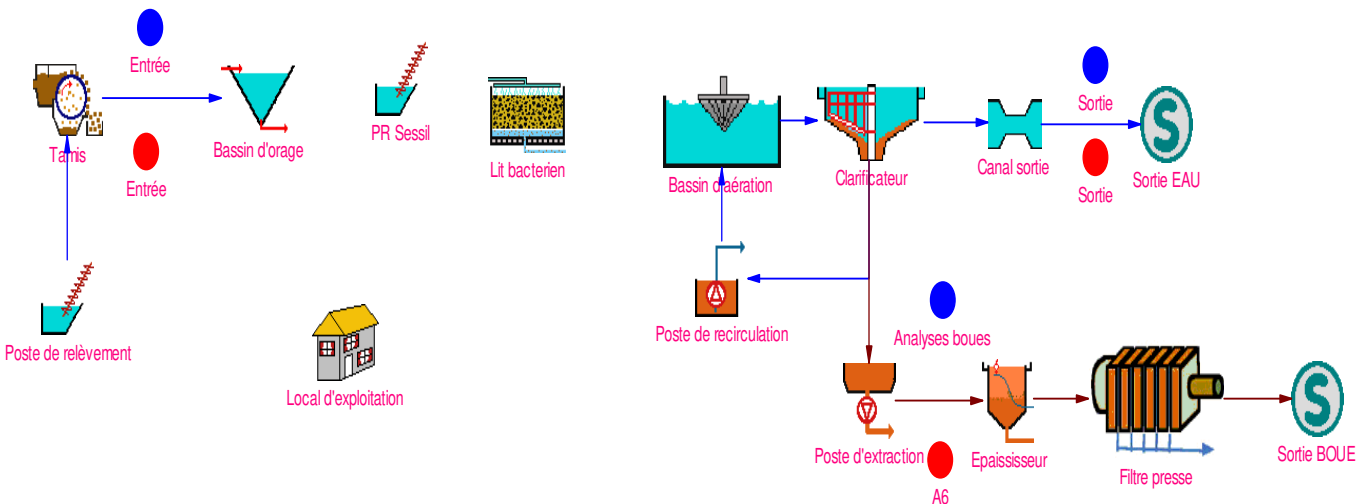 Entrée
Tamis
Entrée
Bassin d'orage
PR Sessil
Lit bacterien
Bassin d'aération
Clarificateur
Canal sortie
Sortie
Sortie
S
Sortie EAU
Poste de relèvement
Local d'exploitation
Poste de recirculation
Analyses boues
Poste d'extraction
A6
Epaississeur
Filtre presse
S
Sortie BOUE